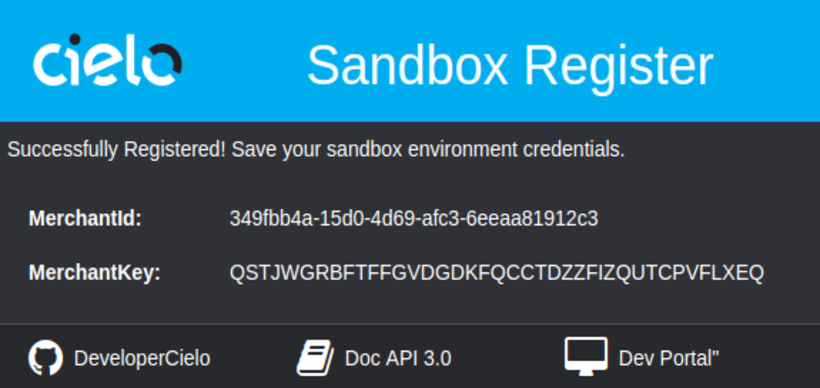 cielo
Sandbox Register
Successfully Registered! Save your sandbox environment credentials.
MerchantId: 349fbb4a-15d0-4d69-afc3-6eeaa81912c3
MerchantKey: QSTJWGRBFTFFGVDGDKFQCCTDZZFIZQUTCPVFLXEQ
DeveloperCielo Doc API 3.0 Dev Portal"